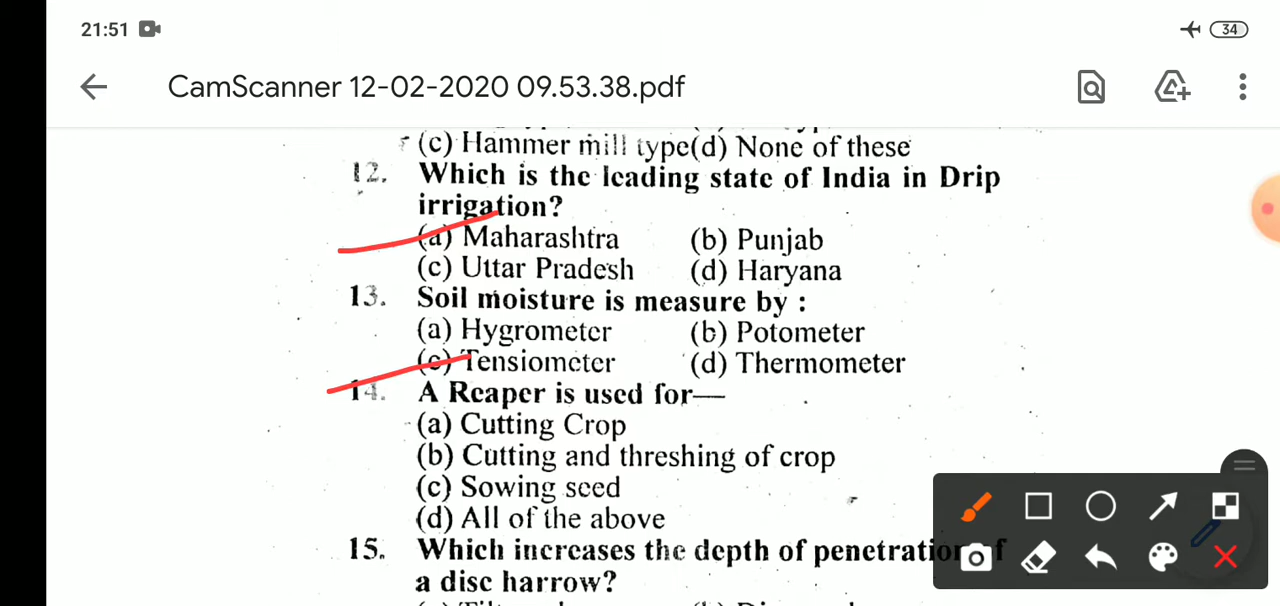 21:51
34
CamScanner 12-02-2020 09.53.38.pdf
(c) Hammer mill type(d) None of these
12. Which is the leading state of India in Drip
irrigation?
(a) Maharashtra (b) Punjab
(c) Uttar Pradesh (d) Haryana
13. Soil moisture is measure by :
(a) Hygrometer (b) Potometer
(c) Tensiometer (d) Thermometer
14. A Reaper is used for—
(a) Cutting Crop
(b) Cutting and threshing of crop
(c) Sowing seed
(d) All of the above
15. Which increases the depth of penetration of
a disc harrow?